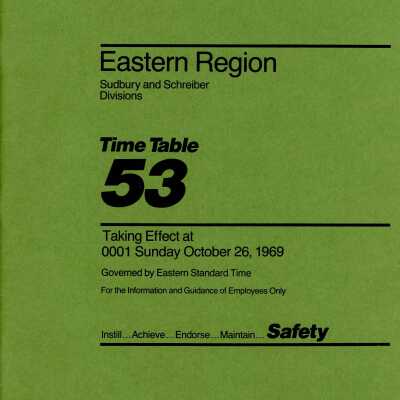 Eastern Region
Sudbury and Schreiber
Divisions
Time Table
53
Taking Effect at
0001 Sunday October 26, 1969
Governed by Eastern Standard Time
For the Information and Guidance of Employees Only
Instill...Achieve...Endorse...Maintain...Safety